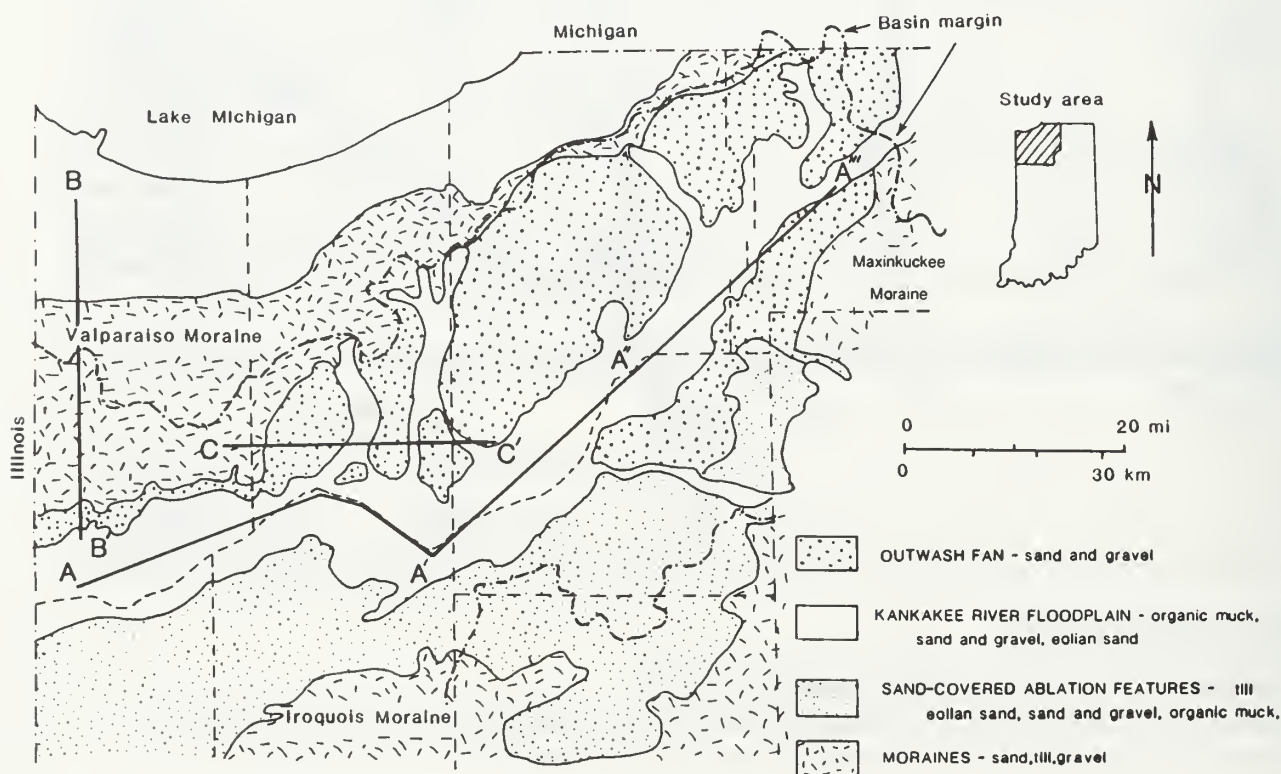 Michigan
Basin margin
Lake Michigan
Study area
B
A'''
N
Maxinkuckee
Moraine
Valparaiso Moraine
A''
0 20 mi
C C
0 30 km
Illinois
B
A A
OUTWASH FAN - sand and gravel
KANKAKEE RIVER FLOODPLAIN - organic muck,
sand and gravel, eolian sand
SAND-COVERED ABLATION FEATURES - till
eolian sand, sand and gravel, organic muck,
Iroquois Moraine
MORAINES - sand,till,gravel